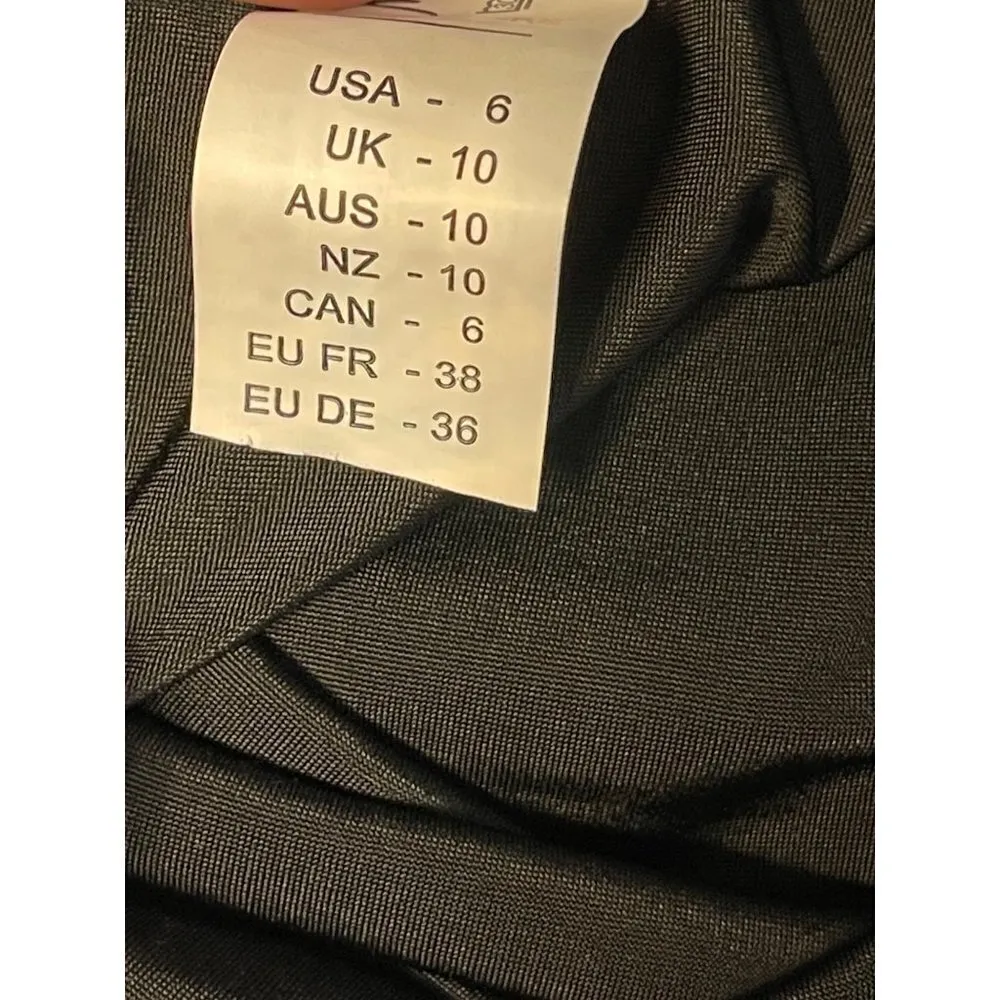 USA - 6
UK - 10
AUS - 10
NZ - 10
CAN - 6
EU FR - 38
EU DE - 36